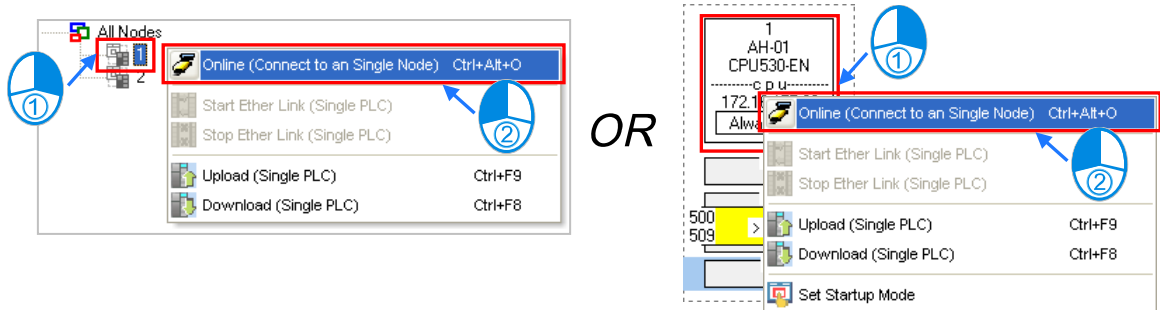 All Nodes
1
2
①
Online (Connect to an Single Node) Ctrl+Alt+O
Start Ether Link (Single PLC)
Stop Ether Link (Single PLC)
②
Upload (Single PLC) Ctrl+F9
Download (Single PLC) Ctrl+F8
OR
1
AH-01
CPU530-EN
---------c p u---------
172.1
Alwa
①
Online (Connect to an Single Node) Ctrl+Alt+O
Start Ether Link (Single PLC)
Stop Ether Link (Single PLC)
②
500
509
>
Upload (Single PLC) Ctrl+F9
Download (Single PLC) Ctrl+F8
Set Startup Mode